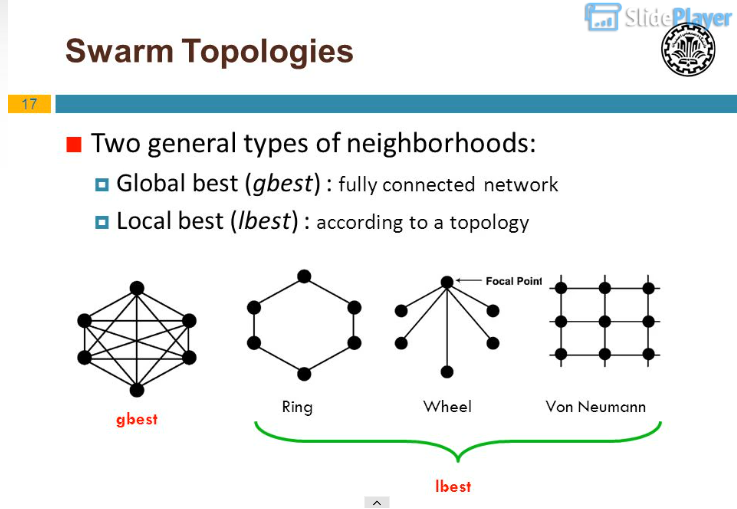 SlidePlayer
Swarm Topologies
17
Two general types of neighborhoods:
Global best (gbest) : fully connected network
Local best (lbest) : according to a topology
Focal Point
gbest
Ring
Wheel
Von Neumann
lbest